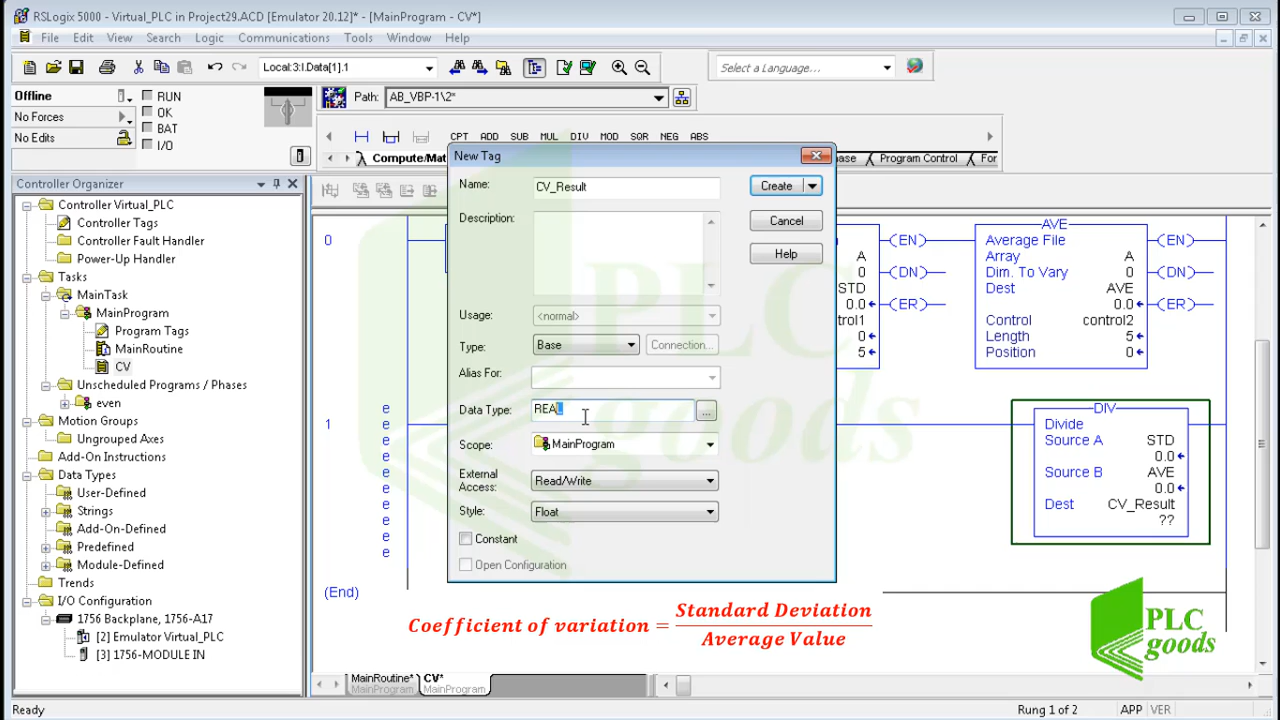 RSLogix 5000 - Virtual_PLC in Project29.ACD [Emulator 20.12]* - [MainProgram - CV*]
File Edit View Search Logic Communications Tools Window Help
Local:3:I.Data[1].1
Select a Language...
Offline
RUN
No Forces
OK
No Edits
BAT
I/O
Path: AB_VBP-1\2*
CPT ADD SUB MUL DIV MOD SQR NEG ABS
Compute/Mat
Program Control
For
Controller Organizer
Controller Virtual_PLC
Controller Tags
Controller Fault Handler
Power-Up Handler
Tasks
MainTask
MainProgram
Program Tags
MainRoutine
CV
Unscheduled Programs / Phases
even
Motion Groups
Ungrouped Axes
Add-On Instructions
Data Types
User-Defined
Strings
Add-On-Defined
Predefined
Module-Defined
Trends
I/O Configuration
1756 Backplane, 1756-A17
[2] Emulator Virtual_PLC
[3] 1756-MODULE IN
New Tag
Name: CV_Result
Create
Description:
Cancel
Help
Usage: <normal>
Type: Base
Connection...
Alias For:
Data Type: REAL
...
Scope: MainProgram
External
Access: Read/Write
Style: Float
Constant
Open Configuration
0
A
0
STD
0.0
control1
0
5
EN
DN
ER
AVE
Average File
Array A
Dim. To Vary 0
Dest AVE
0.0
Control control2
Length 5
Position 0
EN
DN
ER
1
e
e
e
e
e
e
e
e
e
DIV
Divide
Source A STD
0.0
Source B AVE
0.0
Dest CV_Result
??
(End)
Coefficient of variation = Standard Deviation
Average Value
PLC
goods
PLC
goods
MainRoutine*
MainProgram
CV*
MainProgram
Ready
Rung 1 of 2
APP
VER